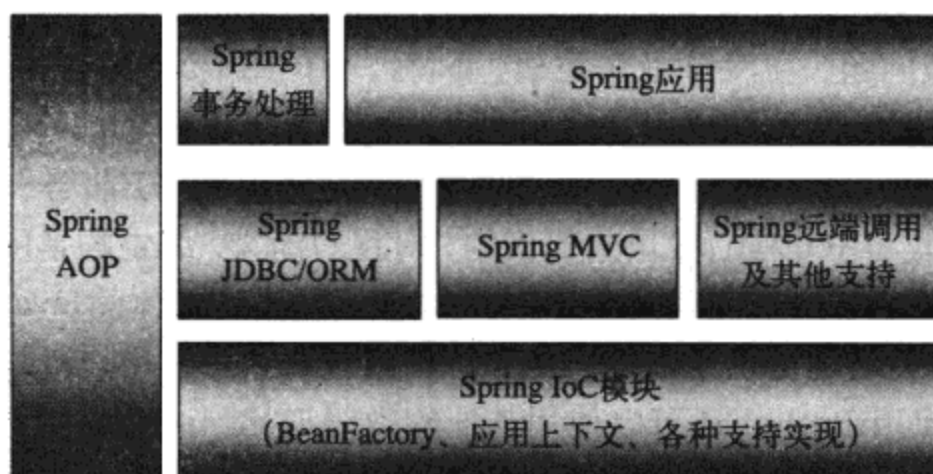 Spring
事务处理
Spring应用
Spring
AOP
Spring
JDBC/ORM
Spring MVC
Spring远端调用
及其他支持
Spring IoC模块
(BeanFactory、应用上下文、各种支持实现)